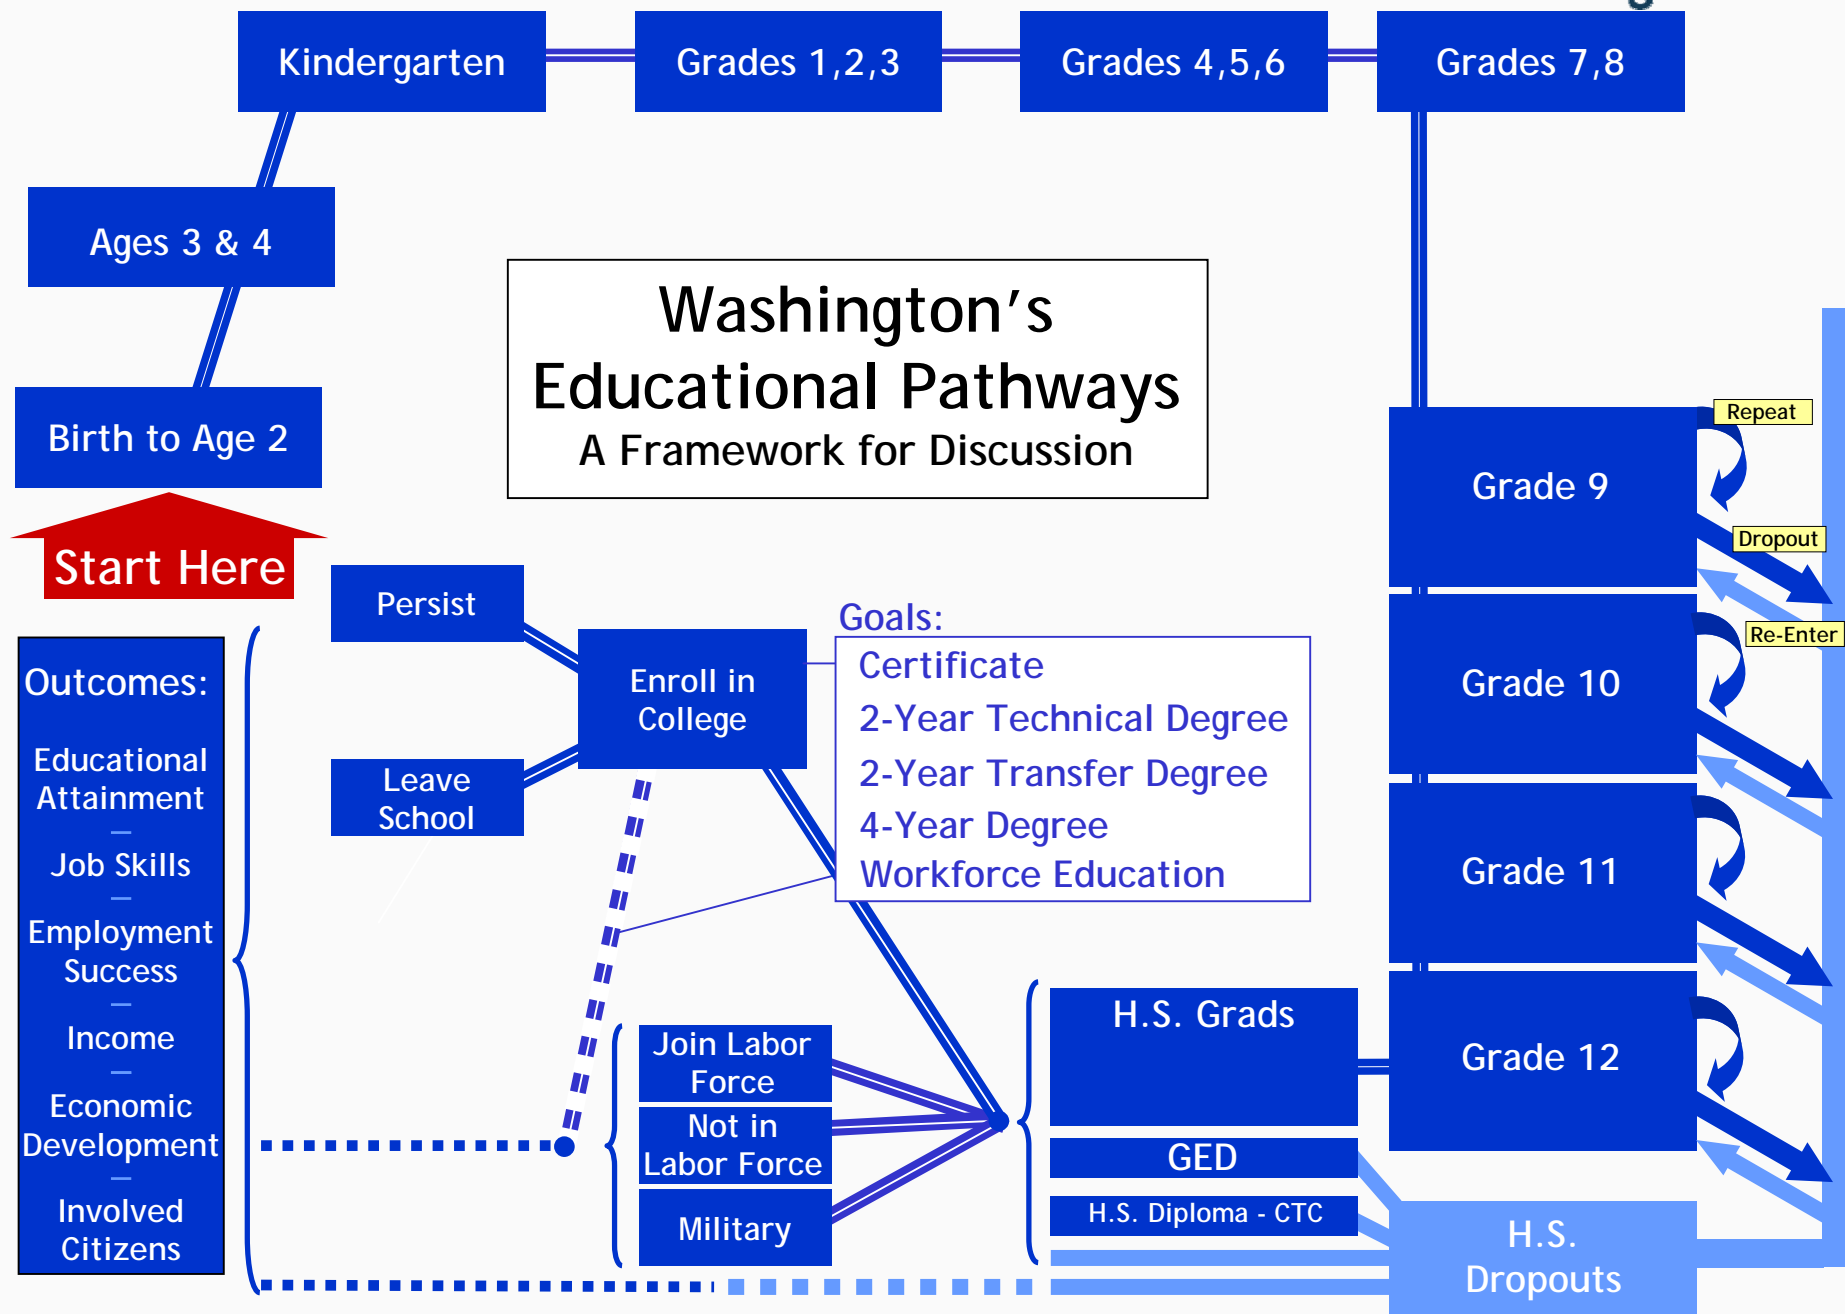 Kindergarten
Grades 1,2,3
Grades 4,5,6
Grades 7,8
Ages 3 & 4
Birth to Age 2
Start Here
Washington's
Educational Pathways
A Framework for Discussion
Grade 9
Repeat
Dropout
Re-Enter
Grade 10
Grade 11
Grade 12
H.S. Grads
GED
H.S. Diploma - CTC
H.S.
Dropouts
Join Labor
Force
Not in
Labor Force
Military
Enroll in
College
Goals:
Certificate
2-Year Technical Degree
2-Year Transfer Degree
4-Year Degree
Workforce Education
Persist
Leave
School
Outcomes:
Educational
Attainment
—
Job Skills
—
Employment
Success
—
Income
—
Economic
Development
—
Involved
Citizens